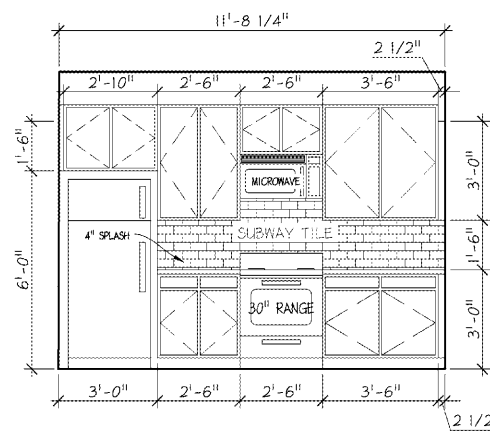 11'-8 1/4"
2 1/2"
2'-10" 2'-6" 2'-6" 3'-6"
1'-6"
3'-0"
MICROWAVE
4" SPLASH
SUBWAY TILE
1'-6"
6'-0"
30" RANGE
3'-0"
3'-0" 2'-6" 2'-6" 3'-6"
2 1/2